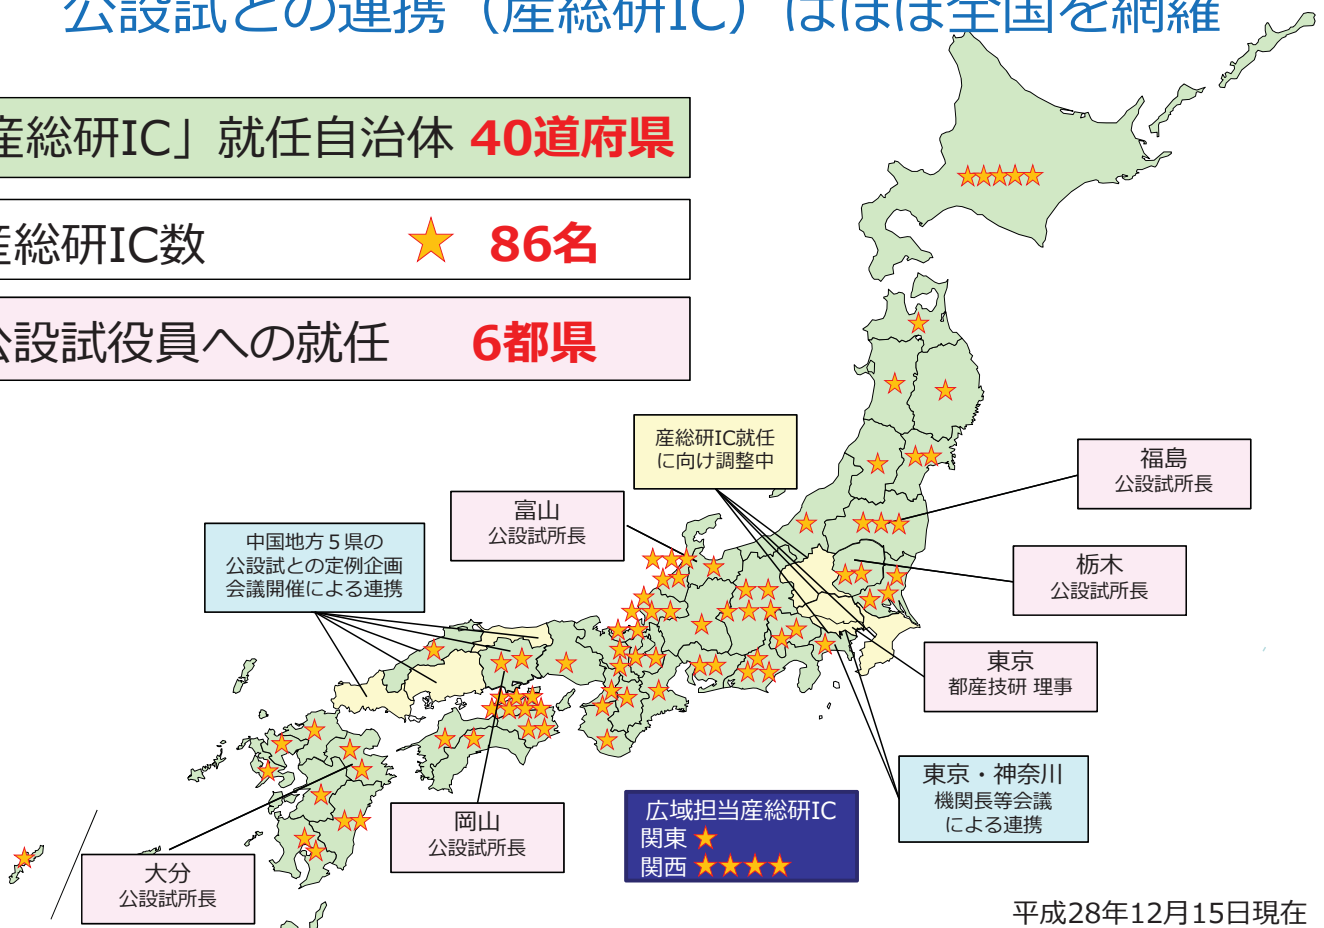 公設試との連携（産総研IC）はほぼ全国を網羅
産総研IC」就任自治体 40道府県
産総研IC数 86名
公設試役員への就任 6都県
産総研IC就任
に向け調整中
福島
公設試所長
富山
公設試所長
中国地方５県の
公設試との定例企画
会議開催による連携
栃木
公設試所長
東京
都産技研 理事
東京・神奈川
機関長等会議
による連携
広域担当産総研IC
関東
関西
岡山
公設試所長
大分
公設試所長
平成28年12月15日現在